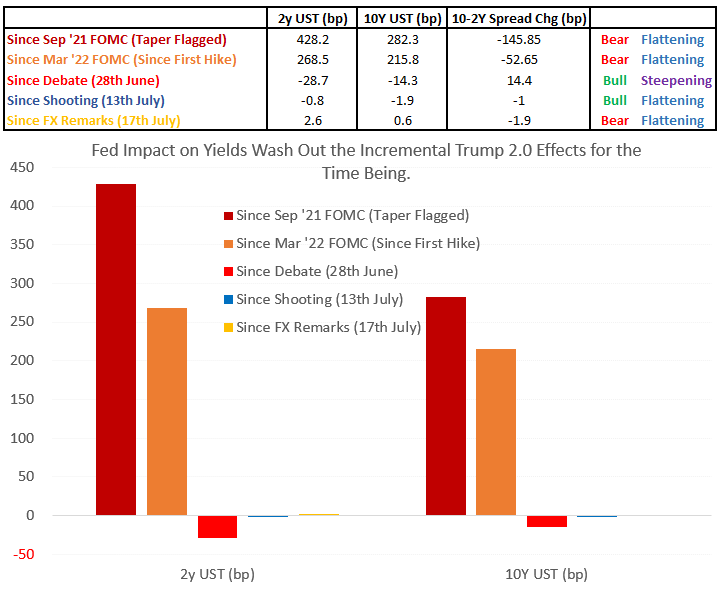 2y UST (bp) 10Y UST (bp) 10-2Y Spread Chg (bp)
Since Sep '21 FOMC (Taper Flagged) 428.2 282.3 -145.85 Bear Flattening
Since Mar '22 FOMC (Since First Hike) 268.5 215.8 -52.65 Bear Flattening
Since Debate (28th June) -28.7 -14.3 14.4 Bull Steepening
Since Shooting (13th July) -0.8 -1.9 -1 Bull Flattening
Since FX Remarks (17th July) 2.6 0.6 -1.9 Bear Flattening
Fed Impact on Yields Wash Out the Incremental Trump 2.0 Effects for the
Time Being.
450
400
350
300
250
200
150
100
50
0
-50
Since Sep '21 FOMC (Taper Flagged)
Since Mar '22 FOMC (Since First Hike)
Since Debate (28th June)
Since Shooting (13th July)
Since FX Remarks (17th July)
2y UST (bp) 10Y UST (bp)